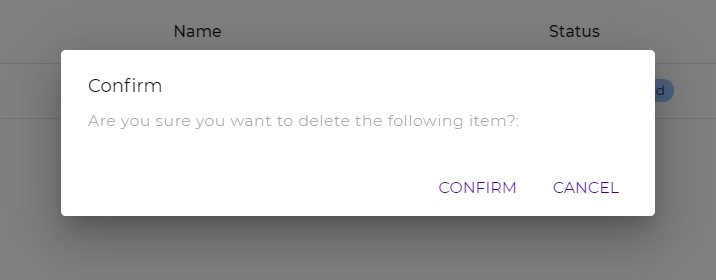 Name Status
d
Confirm
Are you sure you want to delete the following item?:
CONFIRM CANCEL